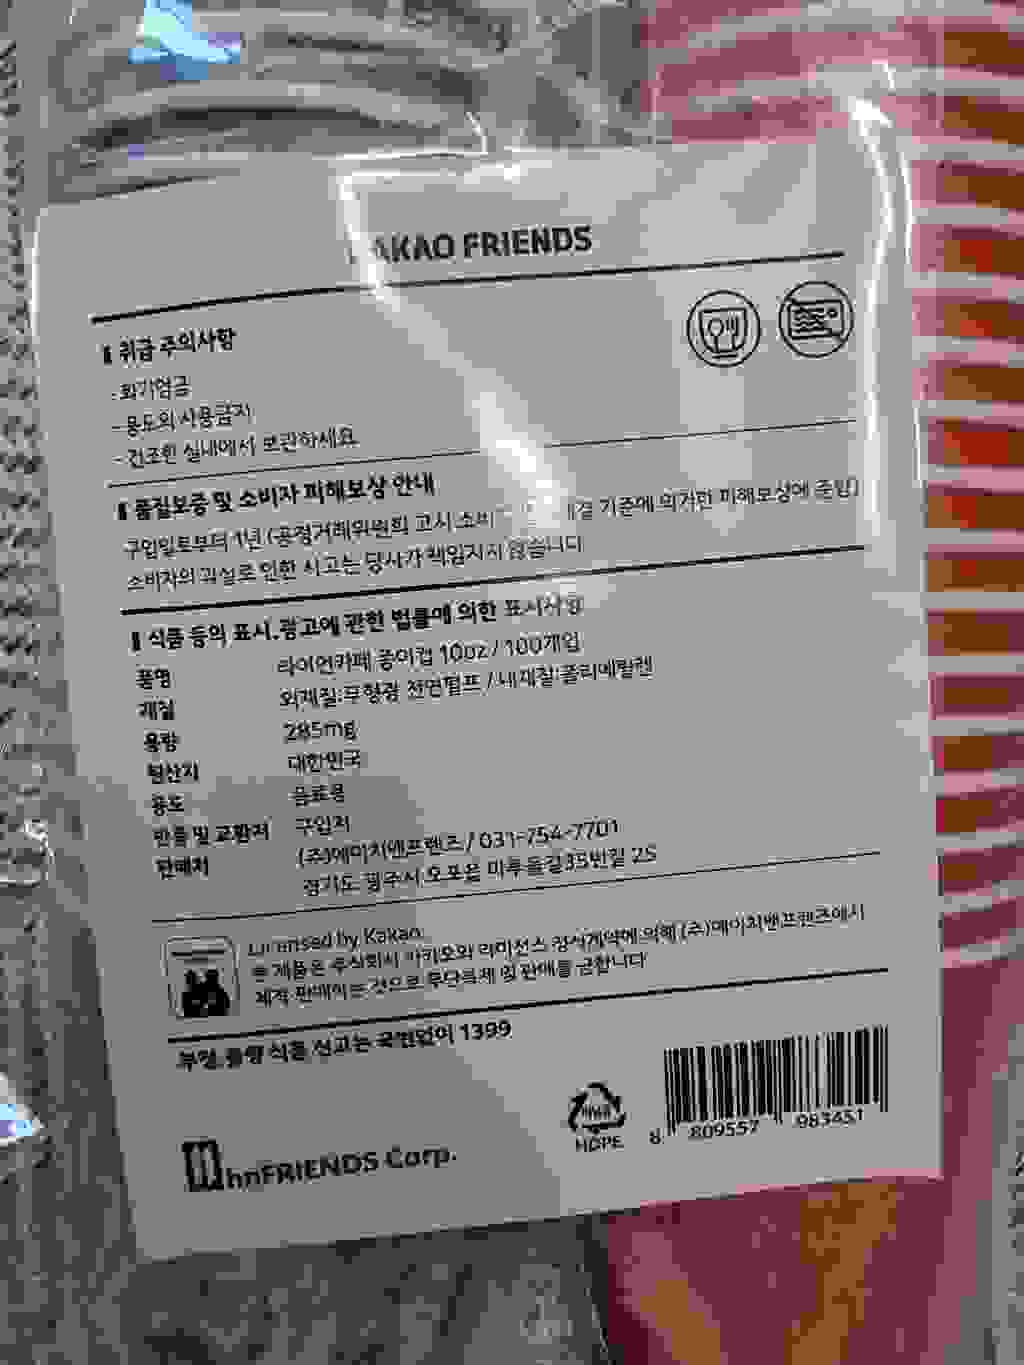 KAKAO FRIENDS
취급 주의사항
- 화기엄금
- 용도외 사용금지
- 건조한 실내에서 보관하세요
품질보증 및 소비자 피해보상 안내
구입일로부터 1년 (공정거래위원회 고시 소비 해결 기준에 의거한 피해보상에 준함)
소비자의 과실로 인한 사고는 당사가 책임지지 않습니다
식품 등의 표시.광고에 관한 법률에 의한 표시사항
품명 라이언카페 종이컵 10oz / 100개입
재질 외재질:무형광 천연펄프 / 내재질:폴리에틸렌
용량 285mg
원산지 대한민국
용도 음료용
반품 및 교환처 구입처
판매처 (주)에이치앤프렌즈 / 031-754-7701
경기도 광주시 오포읍 마루들길35번길 25
Licensed by Kakao.
본 제품은 주식회사 카카오와 라이선스 정식계약에 의해 (주)에이치앤프렌즈에서
제작 판매하는 것으로 무단복제 및 판매를 금합니다
부정.불량 식품 신고는 국번없이 1399
HDPE
8 809557 983451
hnFRIENDS Corp.